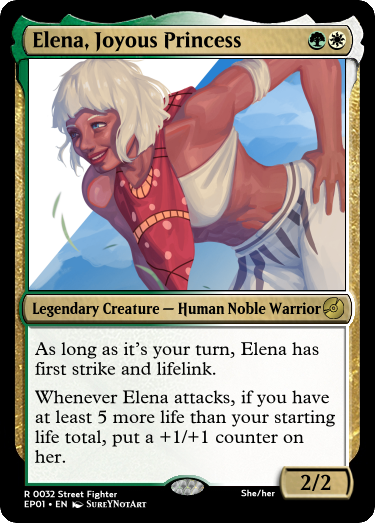 Elena, Joyous Princess
Legendary Creature — Human Noble Warrior
As long as it's your turn, Elena has
first strike and lifelink.
Whenever Elena attacks, if you have
at least 5 more life than your starting
life total, put a +1/+1 counter on
her.
2/2
R 0032 Street Fighter
She/her
EP01 • EN SureyNotArt